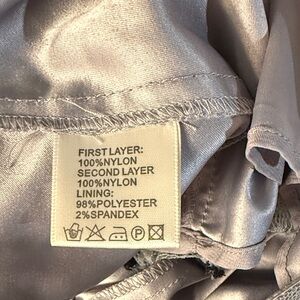 FIRST LAYER:
100%NYLON
SECOND LAYER
100%NYLON
LINING:
98%POLYESTER
2%SPANDEX